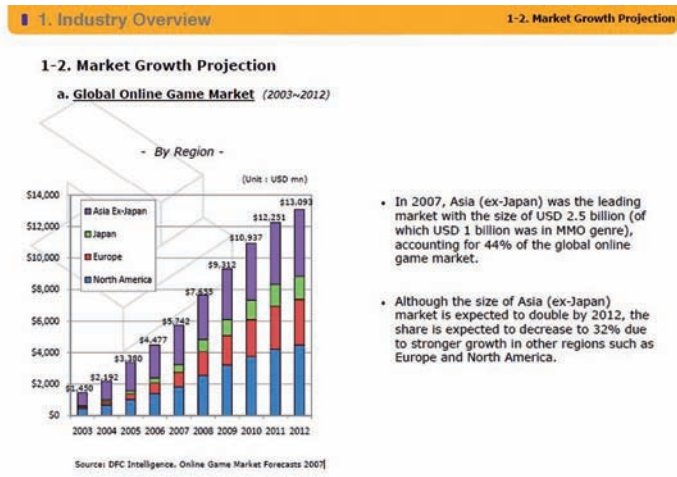 1. Industry Overview
1-2. Market Growth Projection
1-2. Market Growth Projection
a. Global Online Game Market (2003~2012)
- By Region -
(Unit : USD mn)
$14,000
$12,000
$10,000
$8,000
$6,000
$4,000
$2,000
$0
Asia Ex-Japan
Japan
Europe
North America
$1,450
$2,192
$3,380
$4,477
$5,742
$7,655
$9,312
$10,937
$12,251
$13,093
2003 2004 2005 2006 2007 2008 2009 2010 2011 2012
Source: DFC Intelligence. Online Game Market Forecasts 2007
• In 2007, Asia (ex-Japan) was the leading
market with the size of USD 2.5 billion (of
which USD 1 billion was in MMO genre),
accounting for 44% of the global online
game market.
• Although the size of Asia (ex-Japan)
market is expected to double by 2012, the
share is expected to decrease to 32% due
to stronger growth in other regions such as
Europe and North America.